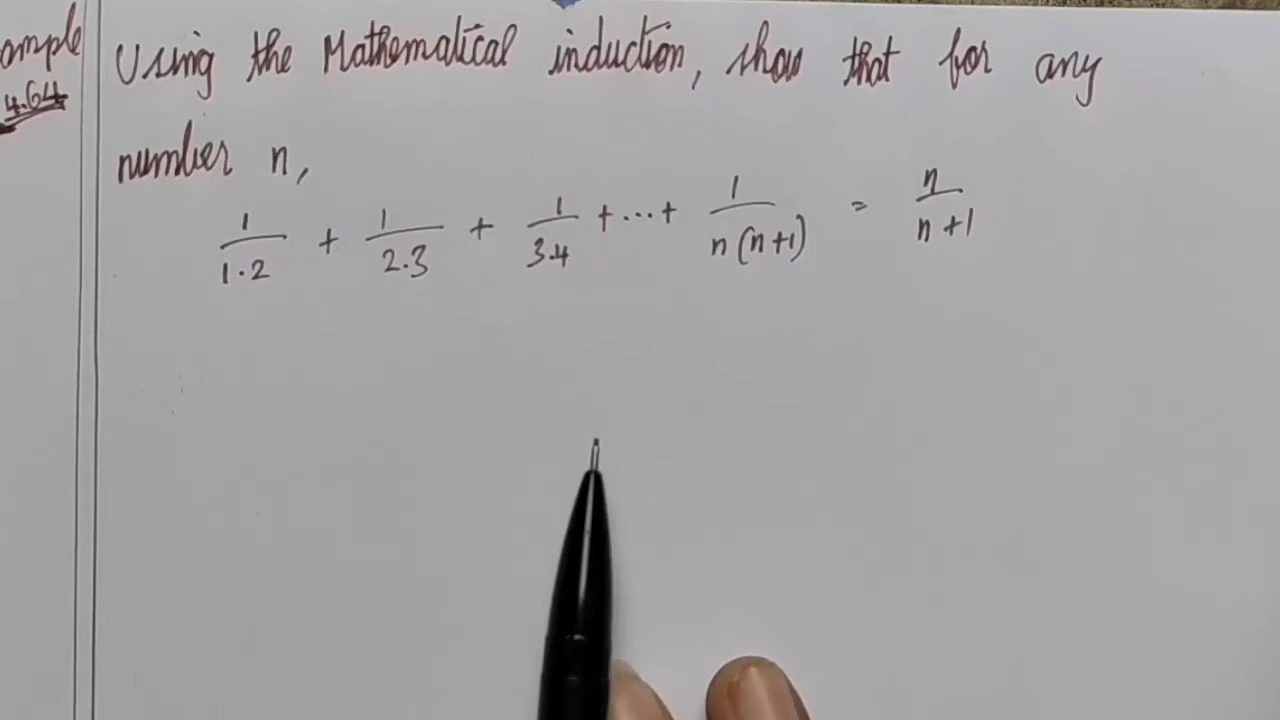 ample Using the Mathematical induction, show that for any
4.64
number n,
1/1.2 + 1/2.3 + 1/3.4 + ... + 1/n(n+1) = n/n+1